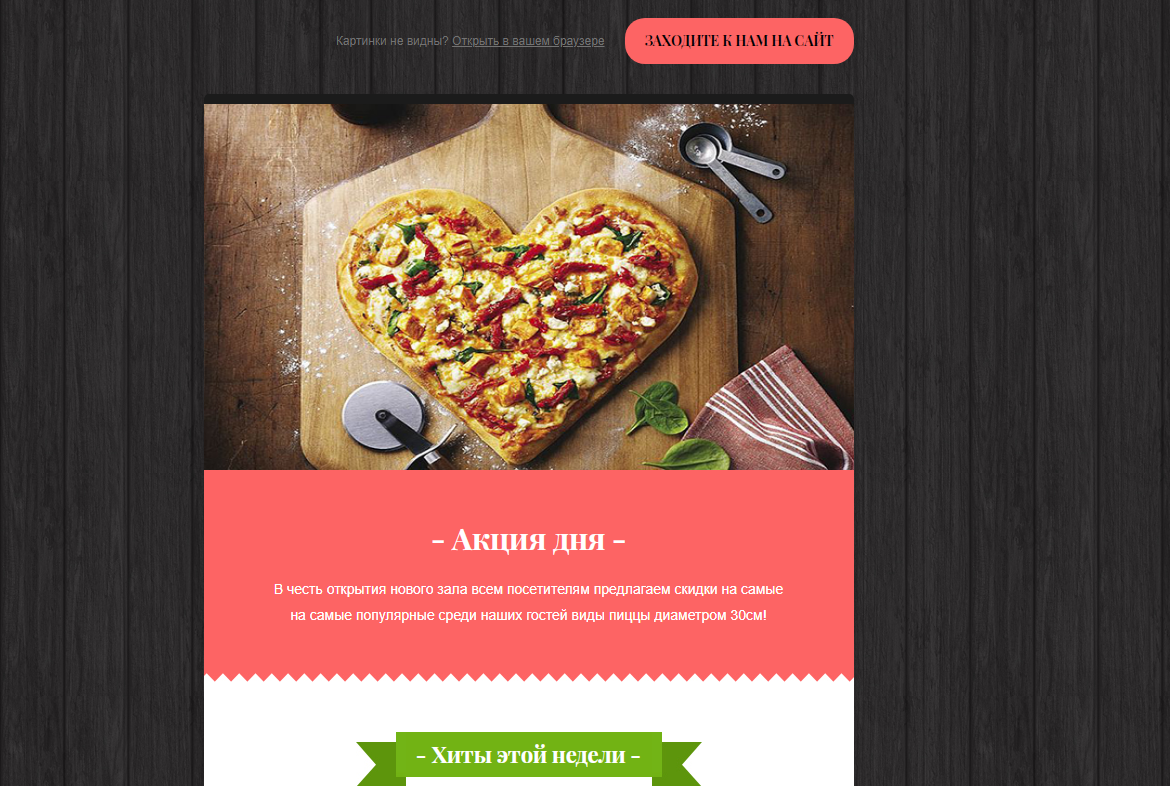 Картинки не видны? Открыть в вашем браузере
ЗАХОДИТЕ К НАМ НА САЙТ
- Акция дня -
В честь открытия нового зала всем посетителям предлагаем скидки на самые
на самые популярные среди наших гостей виды пиццы диаметром 30см!
- Хиты этой недели -